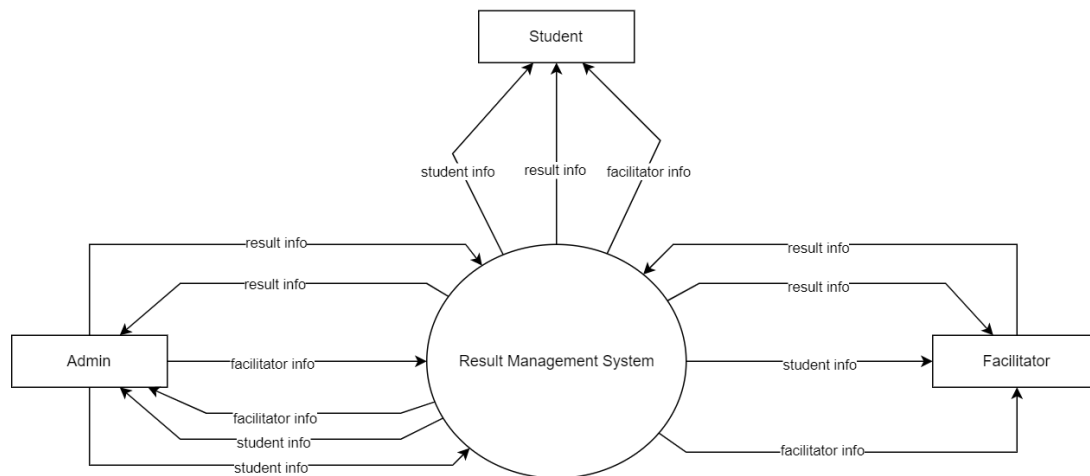 Student
student info
result info
facilitator info
result info
result info
result info
result info
Admin
facilitator info
Result Management System
student info
Facilitator
facilitator info
student info
facilitator info
student info